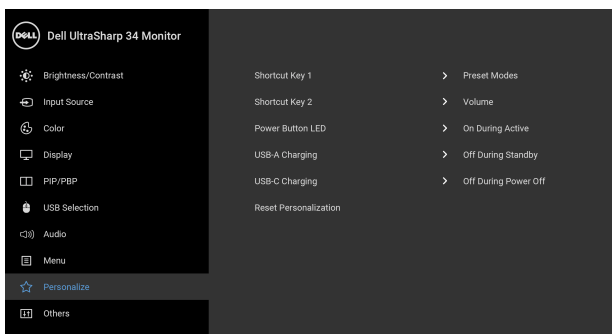 DELL Dell UltraSharp 34 Monitor
Brightness/Contrast
Input Source
Color
Display
PIP/PBP
USB Selection
Audio
Menu
Personalize
Others
Shortcut Key 1 > Preset Modes
Shortcut Key 2 > Volume
Power Button LED > On During Active
USB-A Charging > Off During Standby
USB-C Charging > Off During Power Off
Reset Personalization